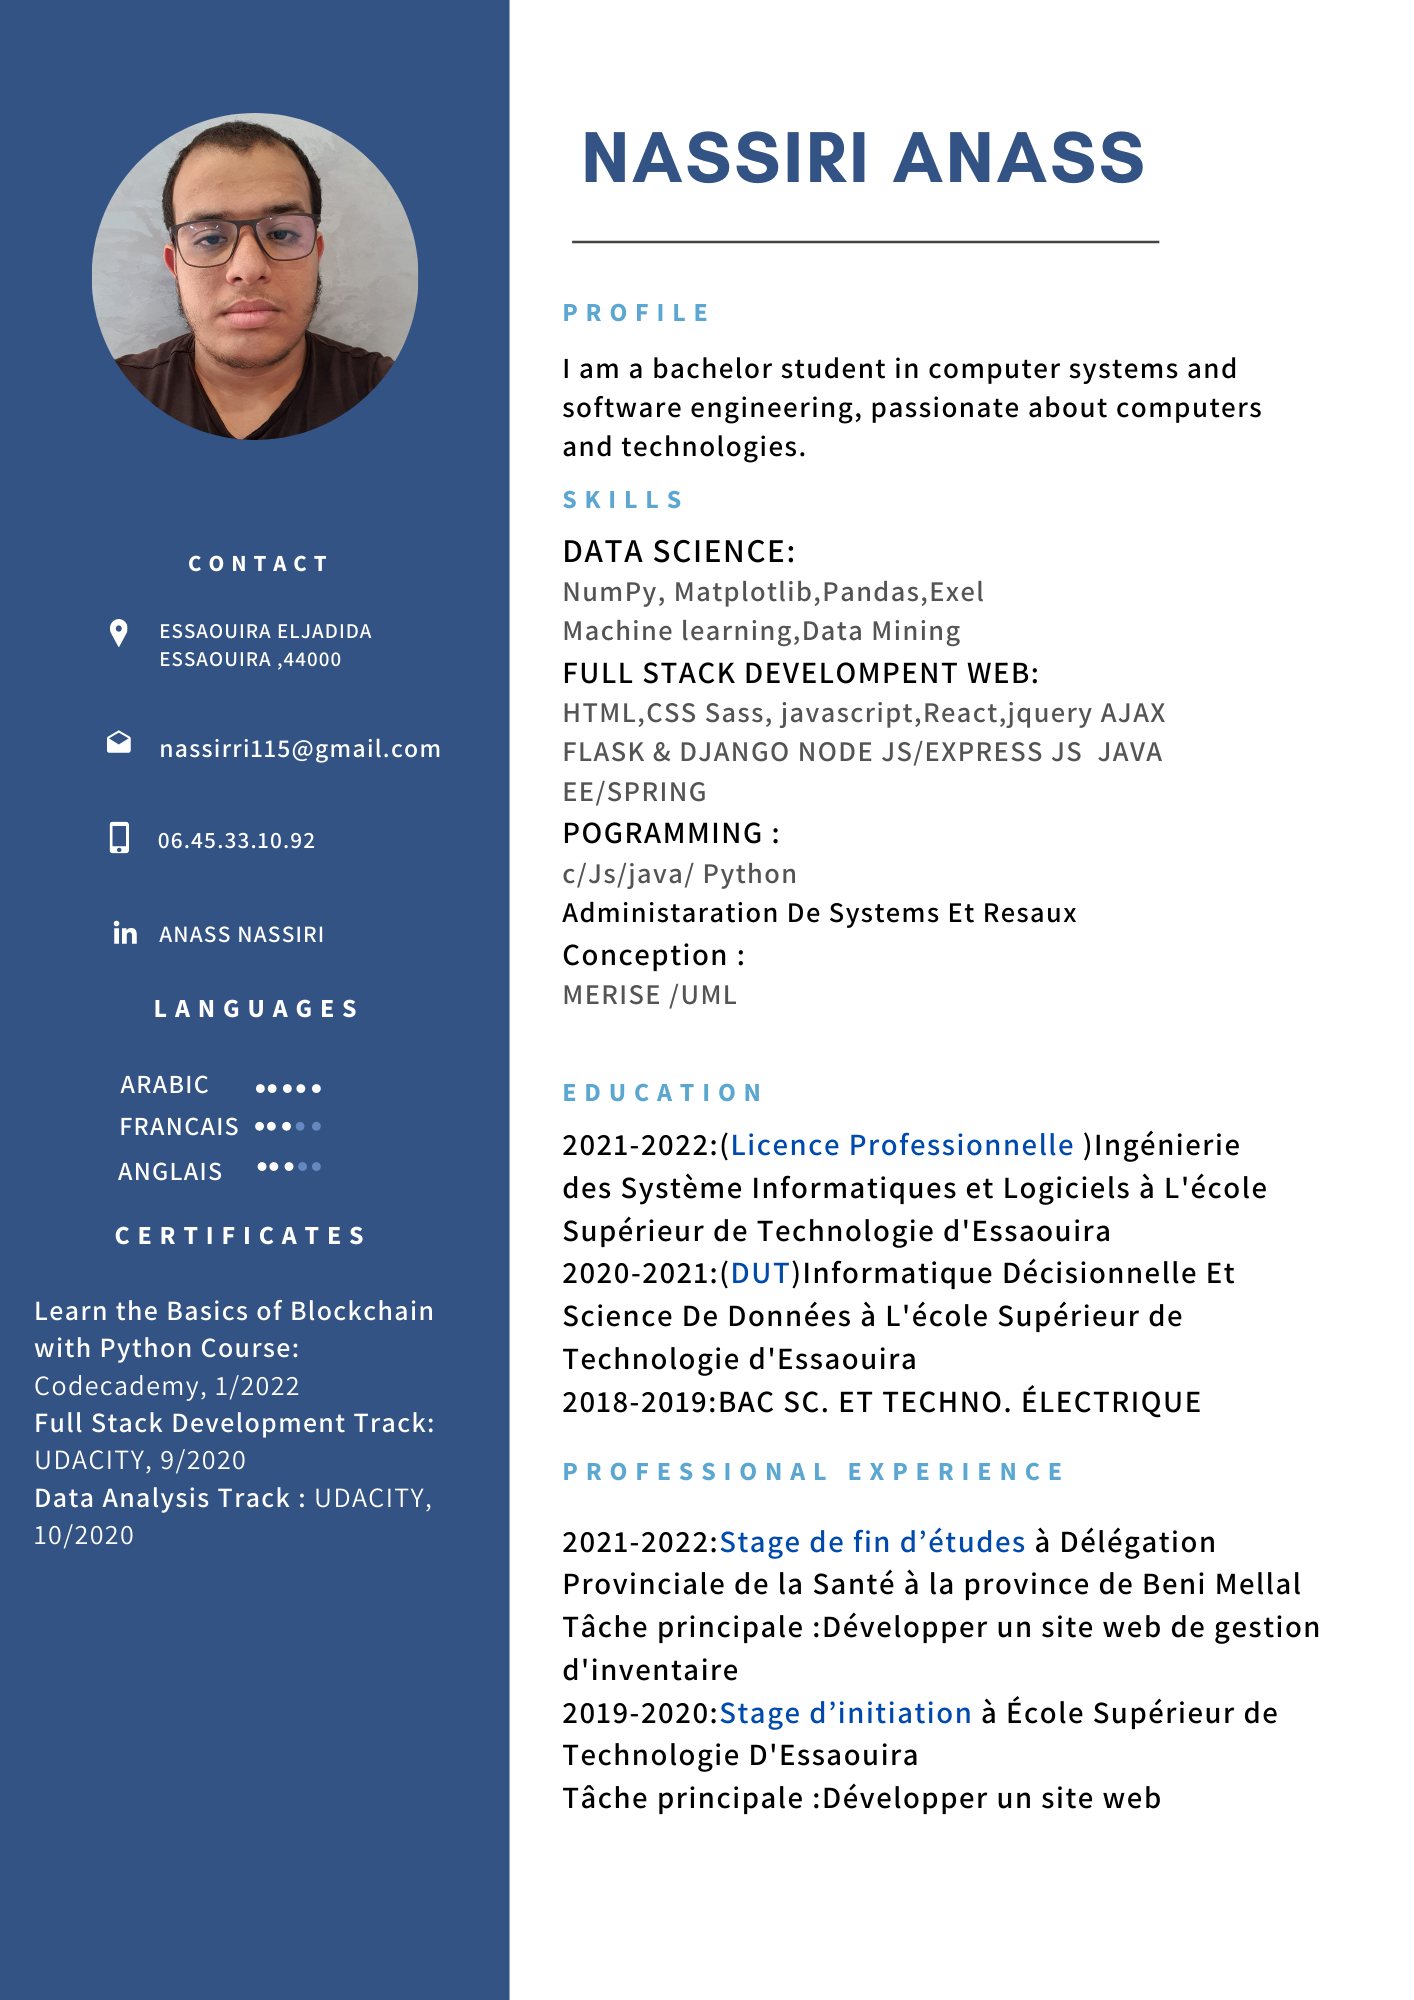 NASSIRI ANASS
CONTACT
ESSAOUIRA ELJADIDA
ESSAOUIRA ,44000
nassirri115@gmail.com
06.45.33.10.92
in ANASS NASSIRI
LANGUAGES
ARABIC
FRANCAIS
ANGLAIS
CERTIFICATES
Learn the Basics of Blockchain
with Python Course:
Codecademy, 1/2022
Full Stack Development Track:
UDACITY, 9/2020
Data Analysis Track : UDACITY,
10/2020
PROFILE
I am a bachelor student in computer systems and
software engineering, passionate about computers
and technologies.
SKILLS
DATA SCIENCE:
NumPy, Matplotlib,Pandas,Exel
Machine learning,Data Mining
FULL STACK DEVELOMPENT WEB:
HTML,CSS Sass, javascript,React,jquery AJAX
FLASK & DJANGO NODE JS/EXPRESS JS  JAVA
EE/SPRING
POGRAMMING :
c/Js/java/ Python
Administaration De Systems Et Resaux
Conception :
MERISE /UML
EDUCATION
2021-2022:(Licence Professionnelle )Ingénierie
des Système Informatiques et Logiciels à L'école
Supérieur de Technologie d'Essaouira
2020-2021:(DUT)Informatique Décisionnelle Et
Science De Données à L'école Supérieur de
Technologie d'Essaouira
2018-2019:BAC SC. ET TECHNO. ÉLECTRIQUE
PROFESSIONAL EXPERIENCE
2021-2022:Stage de fin d’études à Délégation
Provinciale de la Santé à la province de Beni Mellal
Tâche principale :Développer un site web de gestion
d'inventaire
2019-2020:Stage d’initiation à École Supérieur de
Technologie D'Essaouira
Tâche principale :Développer un site web